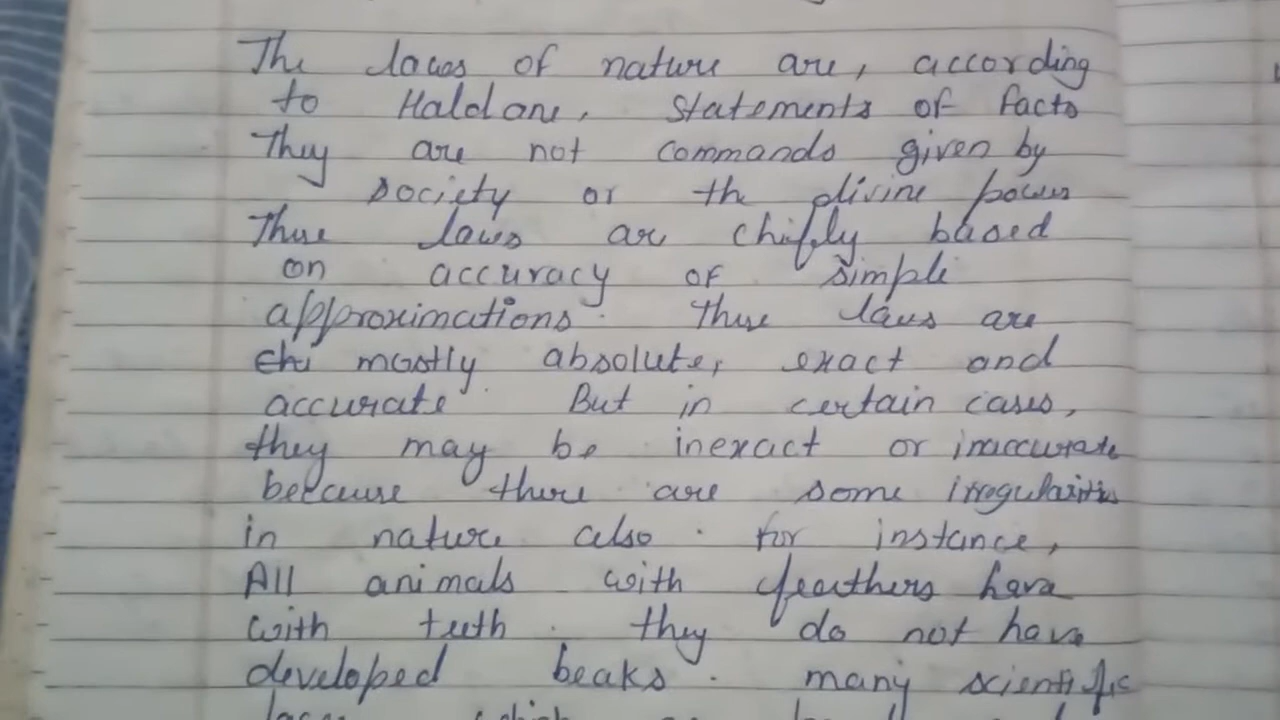 The laws of nature are, according
to Haldane, statements of facts
They are not commands given by
society or the divine power
These laws are chiefly based
on accuracy of simple
approximations. These laws are
mostly absolute, exact and
accurate. But in certain cases,
they may be inexact or inaccurate
because there are some irregularities
in nature also. for instance,
All animals with feathers have
with teeth. they do not have
developed beaks. many scientific
laws which